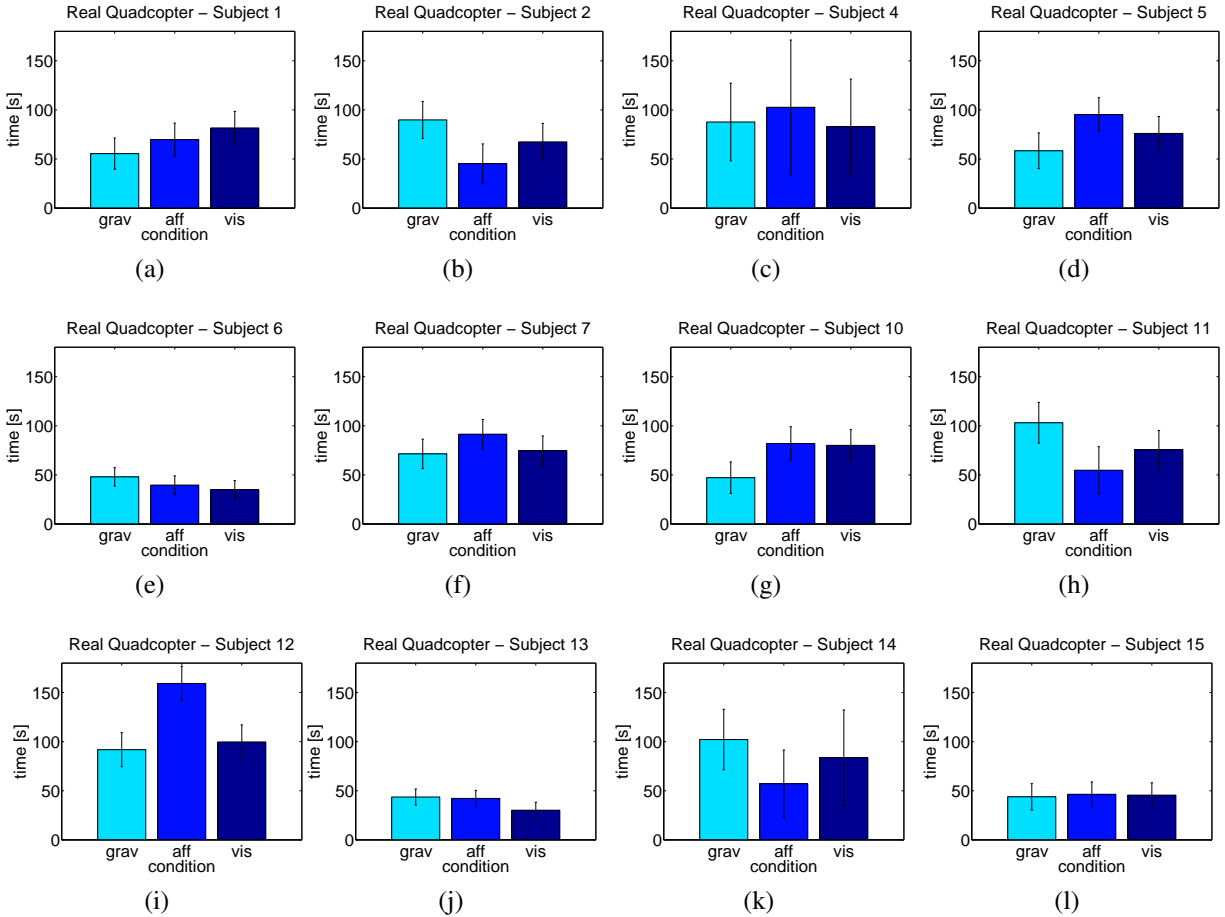 Real Quadcopter – Subject 1
150
100
50
0
time [s]
grav aff vis
condition
(a)
Real Quadcopter – Subject 2
150
100
50
0
time [s]
grav aff vis
condition
(b)
Real Quadcopter – Subject 4
150
100
50
0
time [s]
grav aff vis
condition
(c)
Real Quadcopter – Subject 5
150
100
50
0
time [s]
grav aff vis
condition
(d)
Real Quadcopter – Subject 6
150
100
50
0
time [s]
grav aff vis
condition
(e)
Real Quadcopter – Subject 7
150
100
50
0
time [s]
grav aff vis
condition
(f)
Real Quadcopter – Subject 10
150
100
50
0
time [s]
grav aff vis
condition
(g)
Real Quadcopter – Subject 11
150
100
50
0
time [s]
grav aff vis
condition
(h)
Real Quadcopter – Subject 12
150
100
50
0
time [s]
grav aff vis
condition
(i)
Real Quadcopter – Subject 13
150
100
50
0
time [s]
grav aff vis
condition
(j)
Real Quadcopter – Subject 14
150
100
50
0
time [s]
grav aff vis
condition
(k)
Real Quadcopter – Subject 15
150
100
50
0
time [s]
grav aff vis
condition
(l)